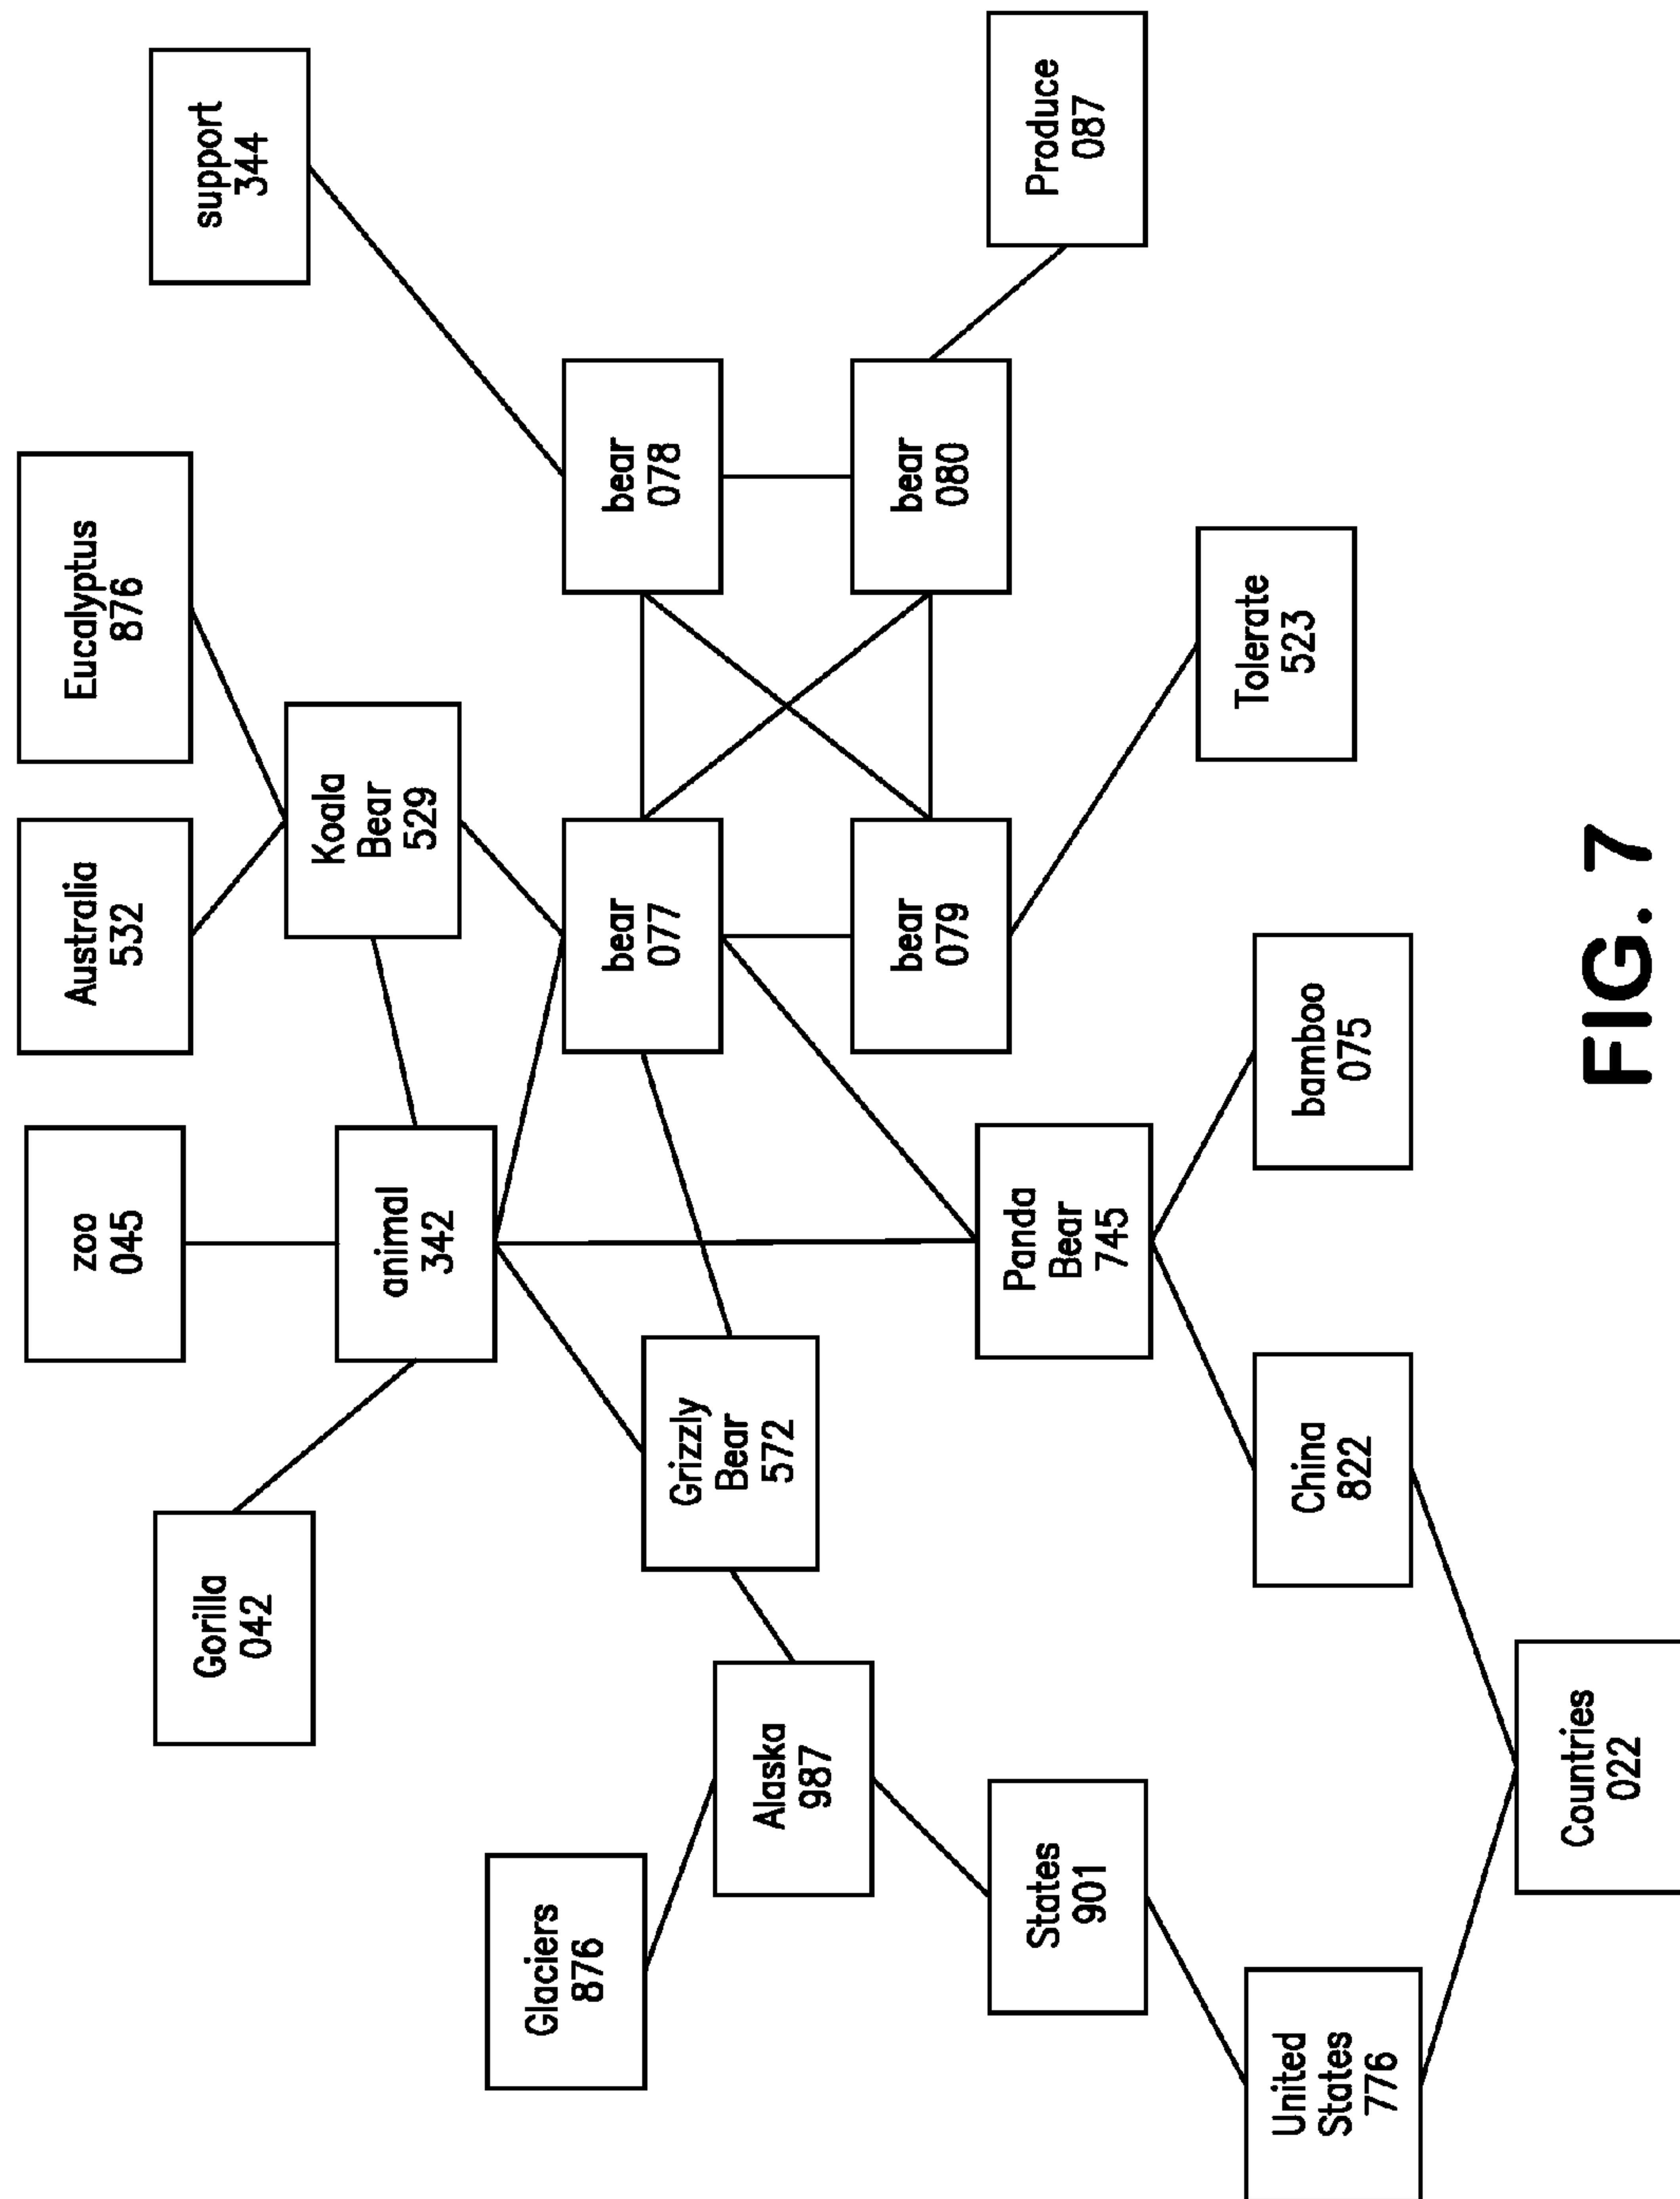 zoo
045
Australia
532
Eucalyptus
876
Gorilla
042
support
344
animal
342
Koala
Bear
529
Glaciers
876
Alaska
987
Grizzly
Bear
572
bear
077
bear
078
bear
079
bear
080
States
901
Panda
Bear
745
Produce
087
United
States
776
China
822
bamboo
075
Tolerate
523
Countries
022
FIG. 7